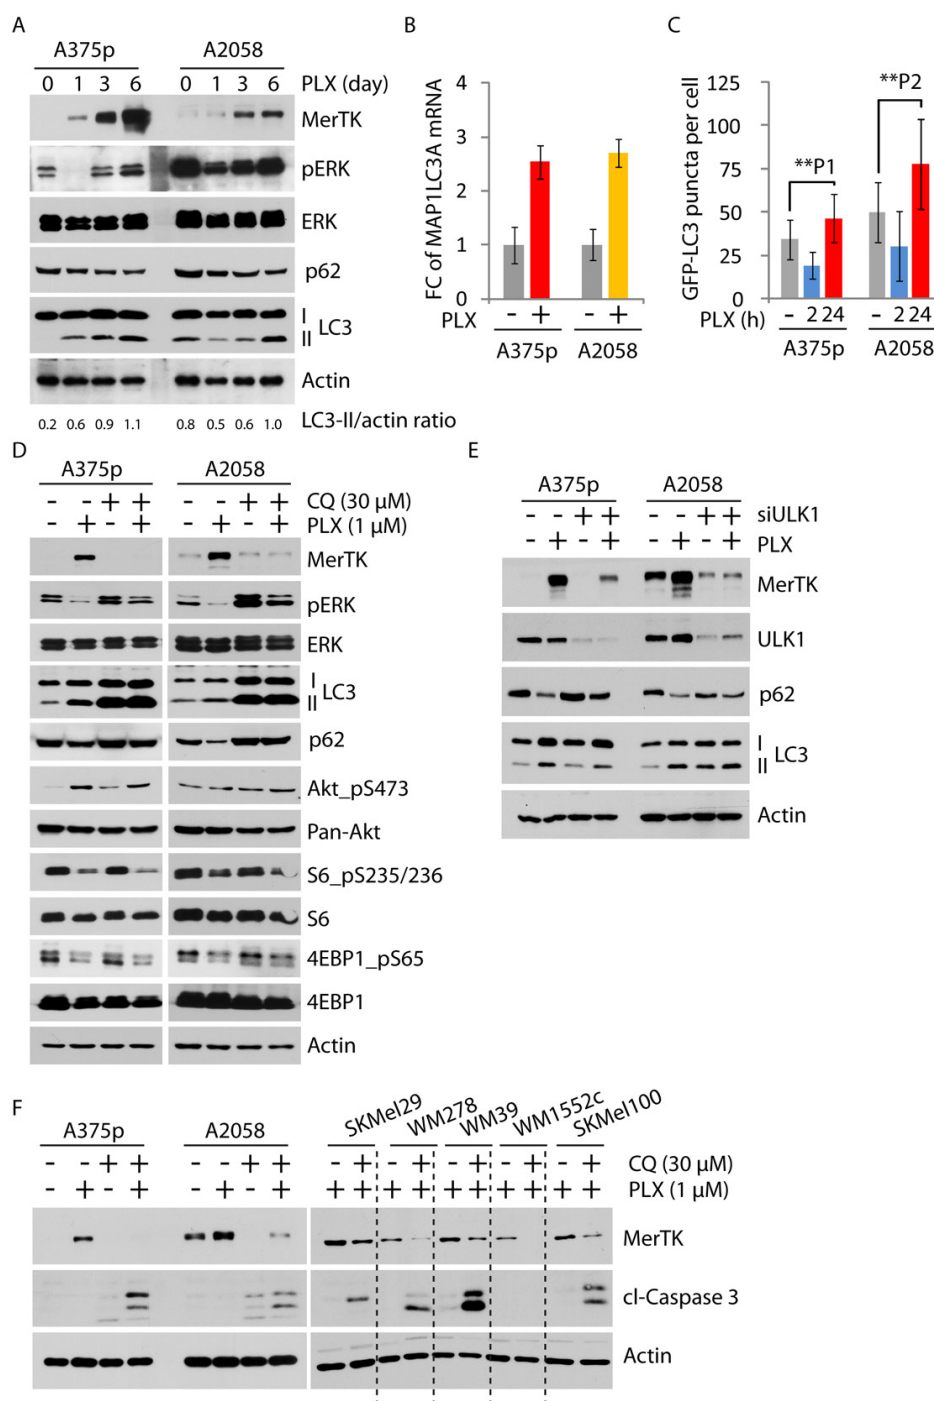 A
A375p A2058
0 1 3 6 0 1 3 6 PLX (day)
MerTK
pERK
ERK
p62
I
II LC3
Actin
0.2 0.6 0.9 1.1 0.8 0.5 0.6 1.0 LC3-II/actin ratio
B
FC of MAP1LC3A mRNA
4
3
2
1
0
PLX - + - +
A375p A2058
C
GFP-LC3 puncta per cell
125
100
75
50
25
0
**P1
**P2
PLX (h) - 2 24 - 2 24
A375p A2058
D
A375p A2058
- - + + - - + + CQ (30 µM)
- + - + - + - + PLX (1 µM)
MerTK
pERK
ERK
I
II LC3
p62
Akt_pS473
Pan-Akt
S6_pS235/236
S6
4EBP1_pS65
4EBP1
Actin
E
A375p A2058
- - + + - - + + siULK1
- + - + - + - + PLX
MerTK
ULK1
p62
I
II LC3
Actin
F
A375p A2058 SKMel29 WM278 WM39 WM1552c SKMel100
- - + + - - + + - + - + - + - + - + CQ (30 µM)
- + - + - + - + + + + + + + + + + + PLX (1 µM)
MerTK
cl-Caspase 3
Actin